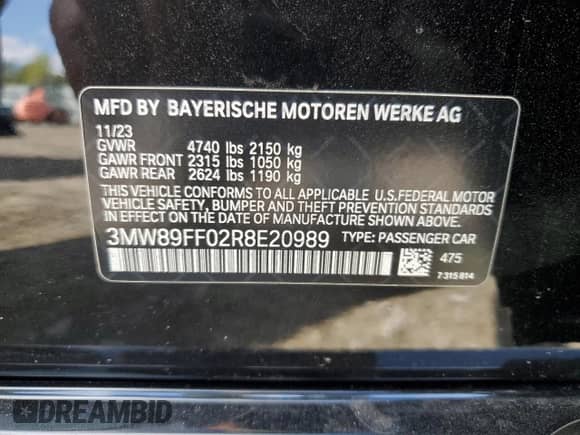 MFD BY BAYERISCHE MOTOREN WERKE AG
11/23
GVWR 4740 lbs 2150 kg
GAWR FRONT 2315 lbs 1050 kg
GAWR REAR 2624 lbs 1190 kg
THIS VEHICLE CONFORMS TO ALL APPLICABLE U.S.FEDERAL MOTOR
VEHICLE SAFETY, BUMPER AND THEFT PREVENTION STANDARDS
IN EFFECT ON THE DATE OF MANUFACTURE SHOWN ABOVE.
3MW89FF02R8E20989 TYPE: PASSENGER CAR
475
7315814
DREAMBID